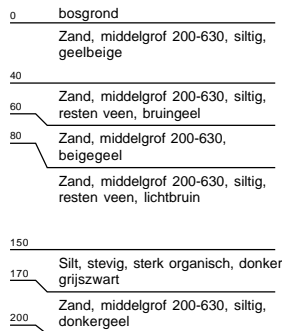 0 bosgrond
Zand, middelgrof 200-630, siltig,
geelbeige
40
Zand, middelgrof 200-630, siltig,
60 resten veen, bruingeel
80 Zand, middelgrof 200-630,
beigegeel
Zand, middelgrof 200-630, siltig,
resten veen, lichtbruin
150
Silt, stevig, sterk organisch, donker
170 grijszwart
Zand, middelgrof 200-630, siltig,
200 donkergeel